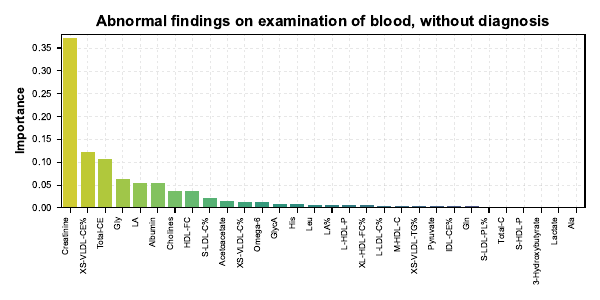 Abnormal findings on examination of blood, without diagnosis
Importance
0.35
0.30
0.25
0.20
0.15
0.10
0.05
0.00
Creatinine
XS-VLDL-CE%
Total-CE
Gly
LA
Albumin
Cholines
HDL-FC
S-LDL-C%
Acetoacetate
XS-VLDL-C%
Omega-6
GlycA
His
Leu
LA%
L-HDL-P
XL-HDL-FC%
L-LDL-C%
M-HDL-C
XS-VLDL-TG%
Pyruvate
IDL-CE%
Gln
S-LDL-PL%
Total-C
S-HDL-P
3-Hydroxybutyrate
Lactate
Ala